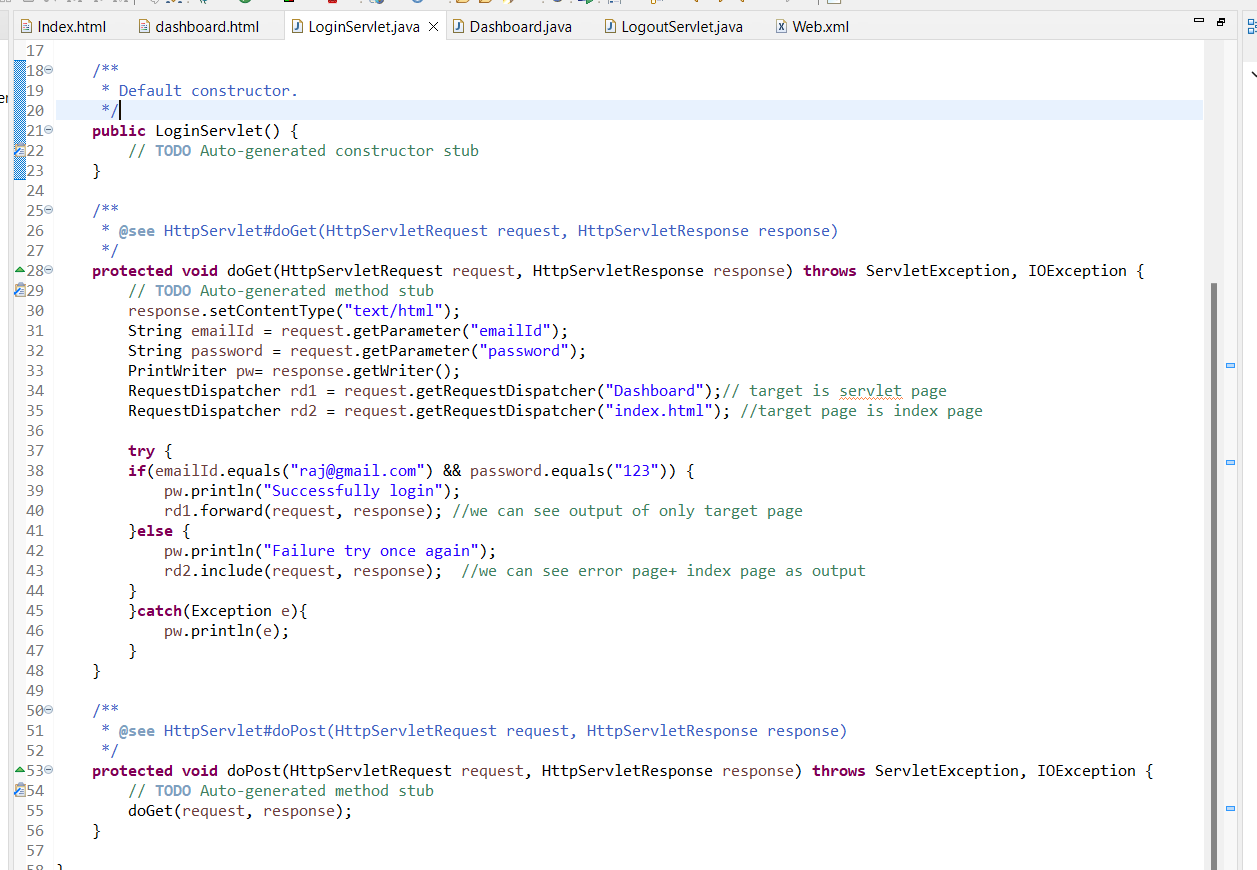 Index.html dashboard.html LoginServlet.java Dashboard.java LogoutServlet.java Web.xml
17
18 /**
19 * Default constructor.
20 */
21 public LoginServlet() {
22 // TODO Auto-generated constructor stub
23 }
24
25 /**
26 * @see HttpServlet#doGet(HttpServletRequest request, HttpServletResponse response)
27 */
28 protected void doGet(HttpServletRequest request, HttpServletResponse response) throws ServletException, IOException {
29 // TODO Auto-generated method stub
30 response.setContentType("text/html");
31 String emailId = request.getParameter("emailId");
32 String password = request.getParameter("password");
33 PrintWriter pw= response.getWriter();
34 RequestDispatcher rd1 = request.getRequestDispatcher("Dashboard");// target is servlet page
35 RequestDispatcher rd2 = request.getRequestDispatcher("index.html"); //target page is index page
36
37 try {
38 if(emailId.equals("raj@gmail.com") && password.equals("123")) {
39 pw.println("Successfully login");
40 rd1.forward(request, response); //we can see output of only target page
41 }else {
42 pw.println("Failure try once again");
43 rd2.include(request, response); //we can see error page+ index page as output
44 }
45 }catch(Exception e){
46 pw.println(e);
47 }
48 }
49
50 /**
51 * @see HttpServlet#doPost(HttpServletRequest request, HttpServletResponse response)
52 */
53 protected void doPost(HttpServletRequest request, HttpServletResponse response) throws ServletException, IOException {
54 // TODO Auto-generated method stub
55 doGet(request, response);
56 }
57
58 }